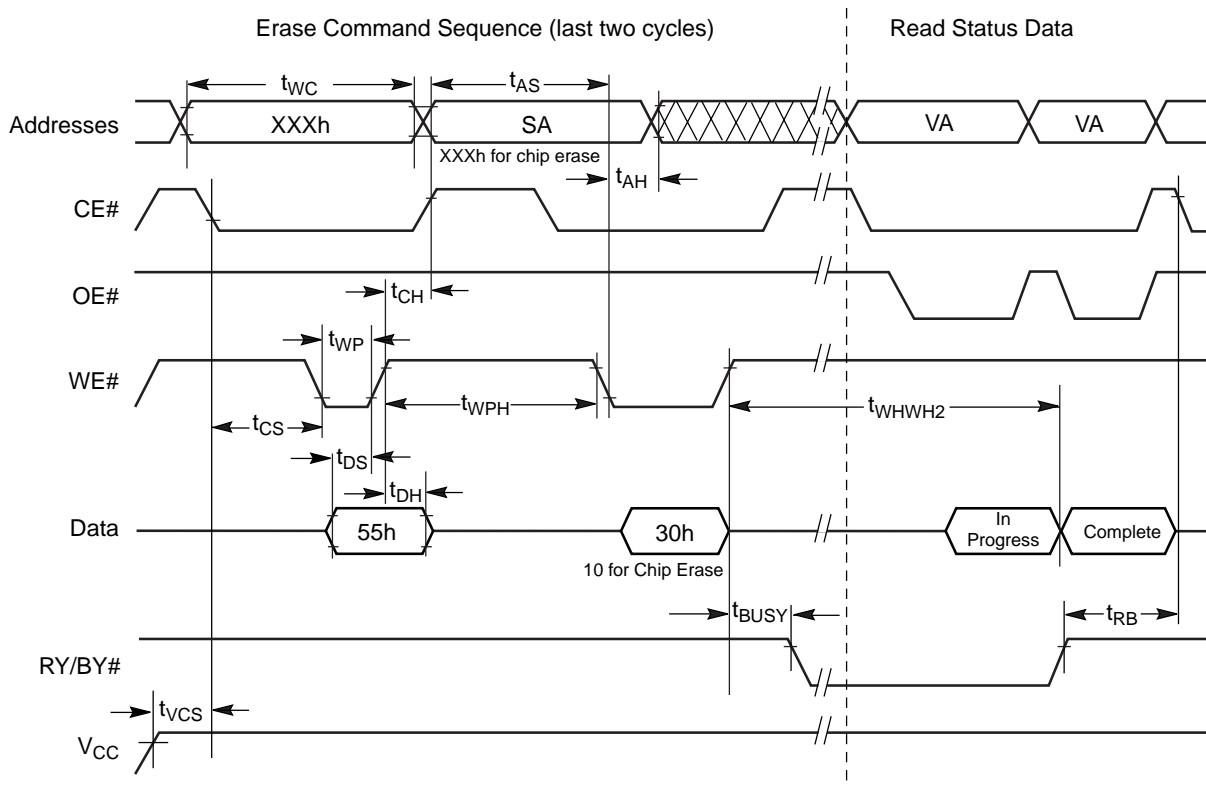 Erase Command Sequence (last two cycles)
Read Status Data
tWC
tAS
Addresses
XXXh
SA
VA
VA
XXXh for chip erase
tAH
CE#
OE#
tCH
tWP
WE#
tWPH
tWHWH2
tCS
tDS
tDH
Data
55h
30h
In
Progress
Complete
10 for Chip Erase
tBUSY
tRB
RY/BY#
tVCS
VCC